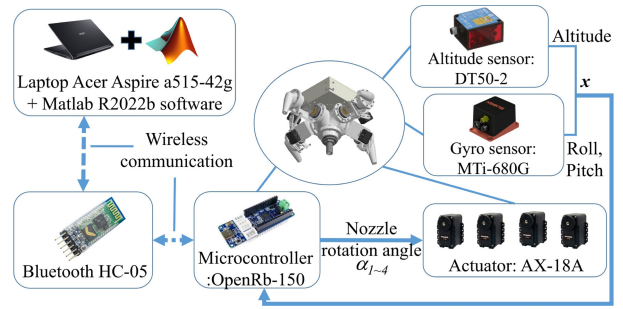 Laptop Acer Aspire a515-42g
+ Matlab R2022b software
Wireless
communication
Bluetooth HC-05
Microcontroller
:OpenRb-150
Nozzle
rotation angle
α1~4
Altitude sensor:
DT50-2
Altitude
x
Gyro sensor:
MTi-680G
Roll,
Pitch
Actuator: AX-18A